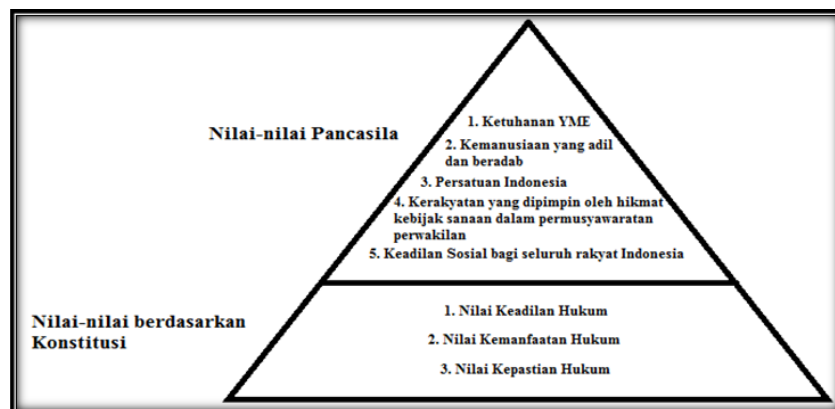 Nilai-nilai Pancasila
1. Ketuhanan YME
2. Kemanusiaan yang adil
dan beradab
3. Persatuan Indonesia
4. Kerakyatan yang dipimpin oleh hikmat
kebijak sanaan dalam permusyawaratan
perwakilan
5. Keadilan Sosial bagi seluruh rakyat Indonesia
Nilai-nilai berdasarkan
Konstitusi
1. Nilai Keadilan Hukum
2. Nilai Kemanfaatan Hukum
3. Nilai Kepastian Hukum